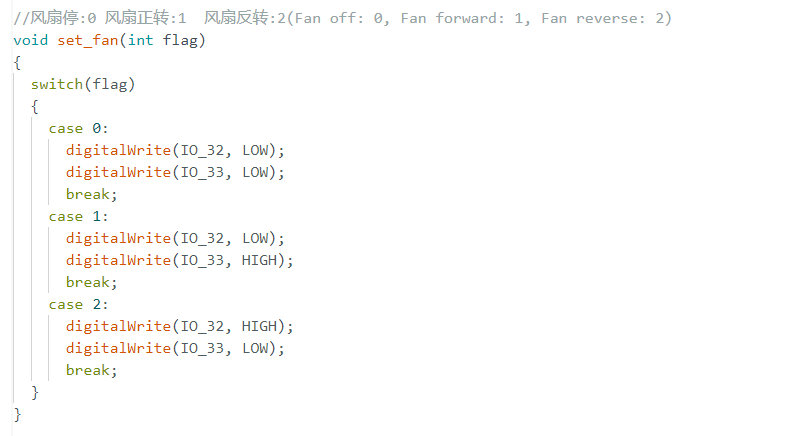 //风扇停:0 风扇正转:1  风扇反转:2(Fan off: 0, Fan forward: 1, Fan reverse: 2)
void set_fan(int flag)
{
  switch(flag)
  {
    case 0:
      digitalWrite(IO_32, LOW);
      digitalWrite(IO_33, LOW);
      break;
    case 1:
      digitalWrite(IO_32, LOW);
      digitalWrite(IO_33, HIGH);
      break;
    case 2:
      digitalWrite(IO_32, HIGH);
      digitalWrite(IO_33, LOW);
      break;
  }
}